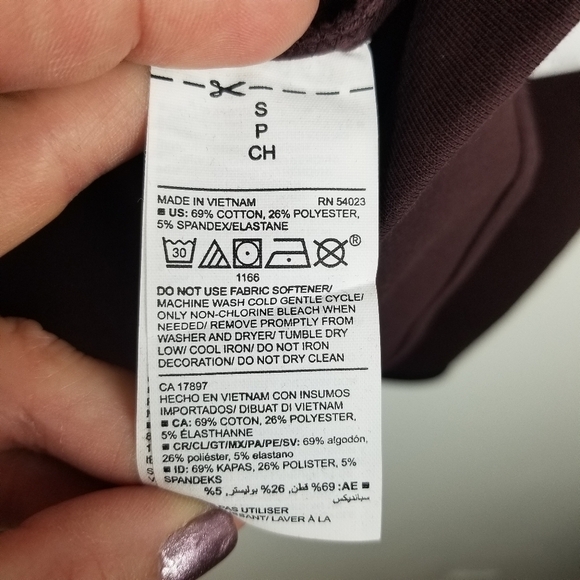 S
P
CH
MADE IN VIETNAM RN 54023
US: 69% COTTON, 26% POLYESTER,
5% SPANDEX/ELASTANE
30 ®
1166
DO NOT USE FABRIC SOFTENER/
MACHINE WASH COLD GENTLE CYCLE/
ONLY NON-CHLORINE BLEACH WHEN
NEEDED/ REMOVE PROMPTLY FROM
WASHER AND DRYER/ TUMBLE DRY
LOW/ COOL IRON/ DO NOT IRON
DECORATION/ DO NOT DRY CLEAN
CA 17897
HECHO EN VIETNAM CON INSUMOS
IMPORTADOS/ DIBUAT DI VIETNAM
CA: 69% COTON, 26% POLYESTER,
5% ÉLASTHANNE
CR/CL/GT/MX/PA/PE/SV: 69% algodón,
26% poliéster, 5% elastano
ID: 69% KAPAS, 26% POLISTER, 5%
SPANDEKS
AE: 69% قطن, 26% بوليستر, 5%
سبانديكس
PAS UTILISER
LAVER À LA